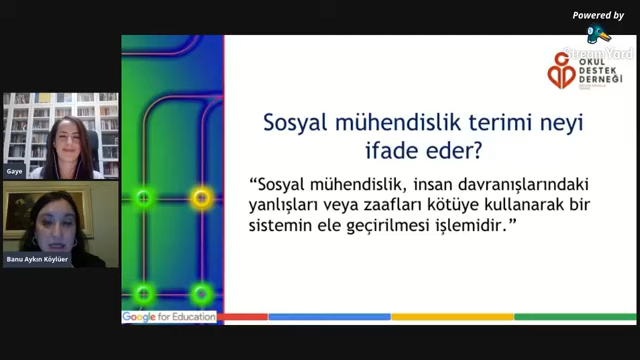 Powered by
StreamYard
OKUL
DESTEK
DERNEĞİ
Sosyal mühendislik terimi neyi
ifade eder?
“Sosyal mühendislik, insan davranışlarındaki
yanlışları veya zaafları kötüye kullanarak bir
sistemin ele geçirilmesi işlemidir.”
Gaye
Banu Aykın Köylüer
Google for Education